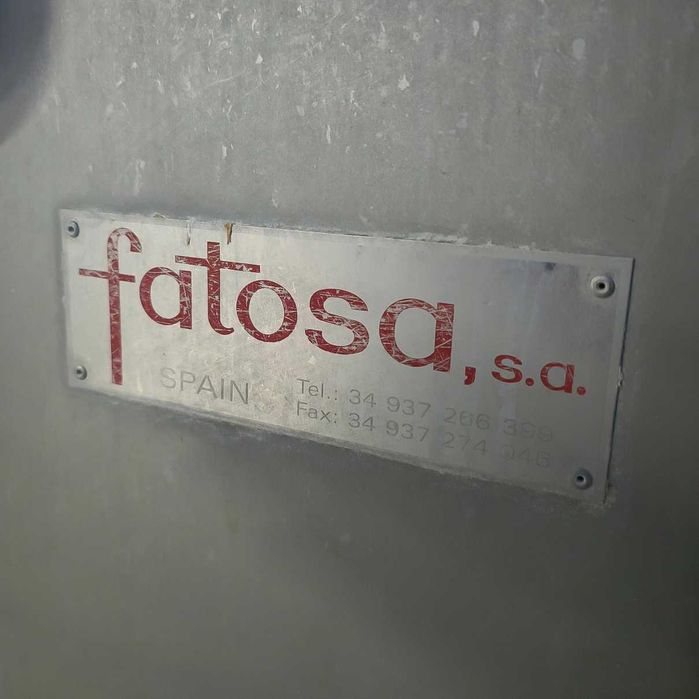 fatosa, s.a.
SPAIN
Tel.: 34 937 266 399
Fax: 34 937 274 046